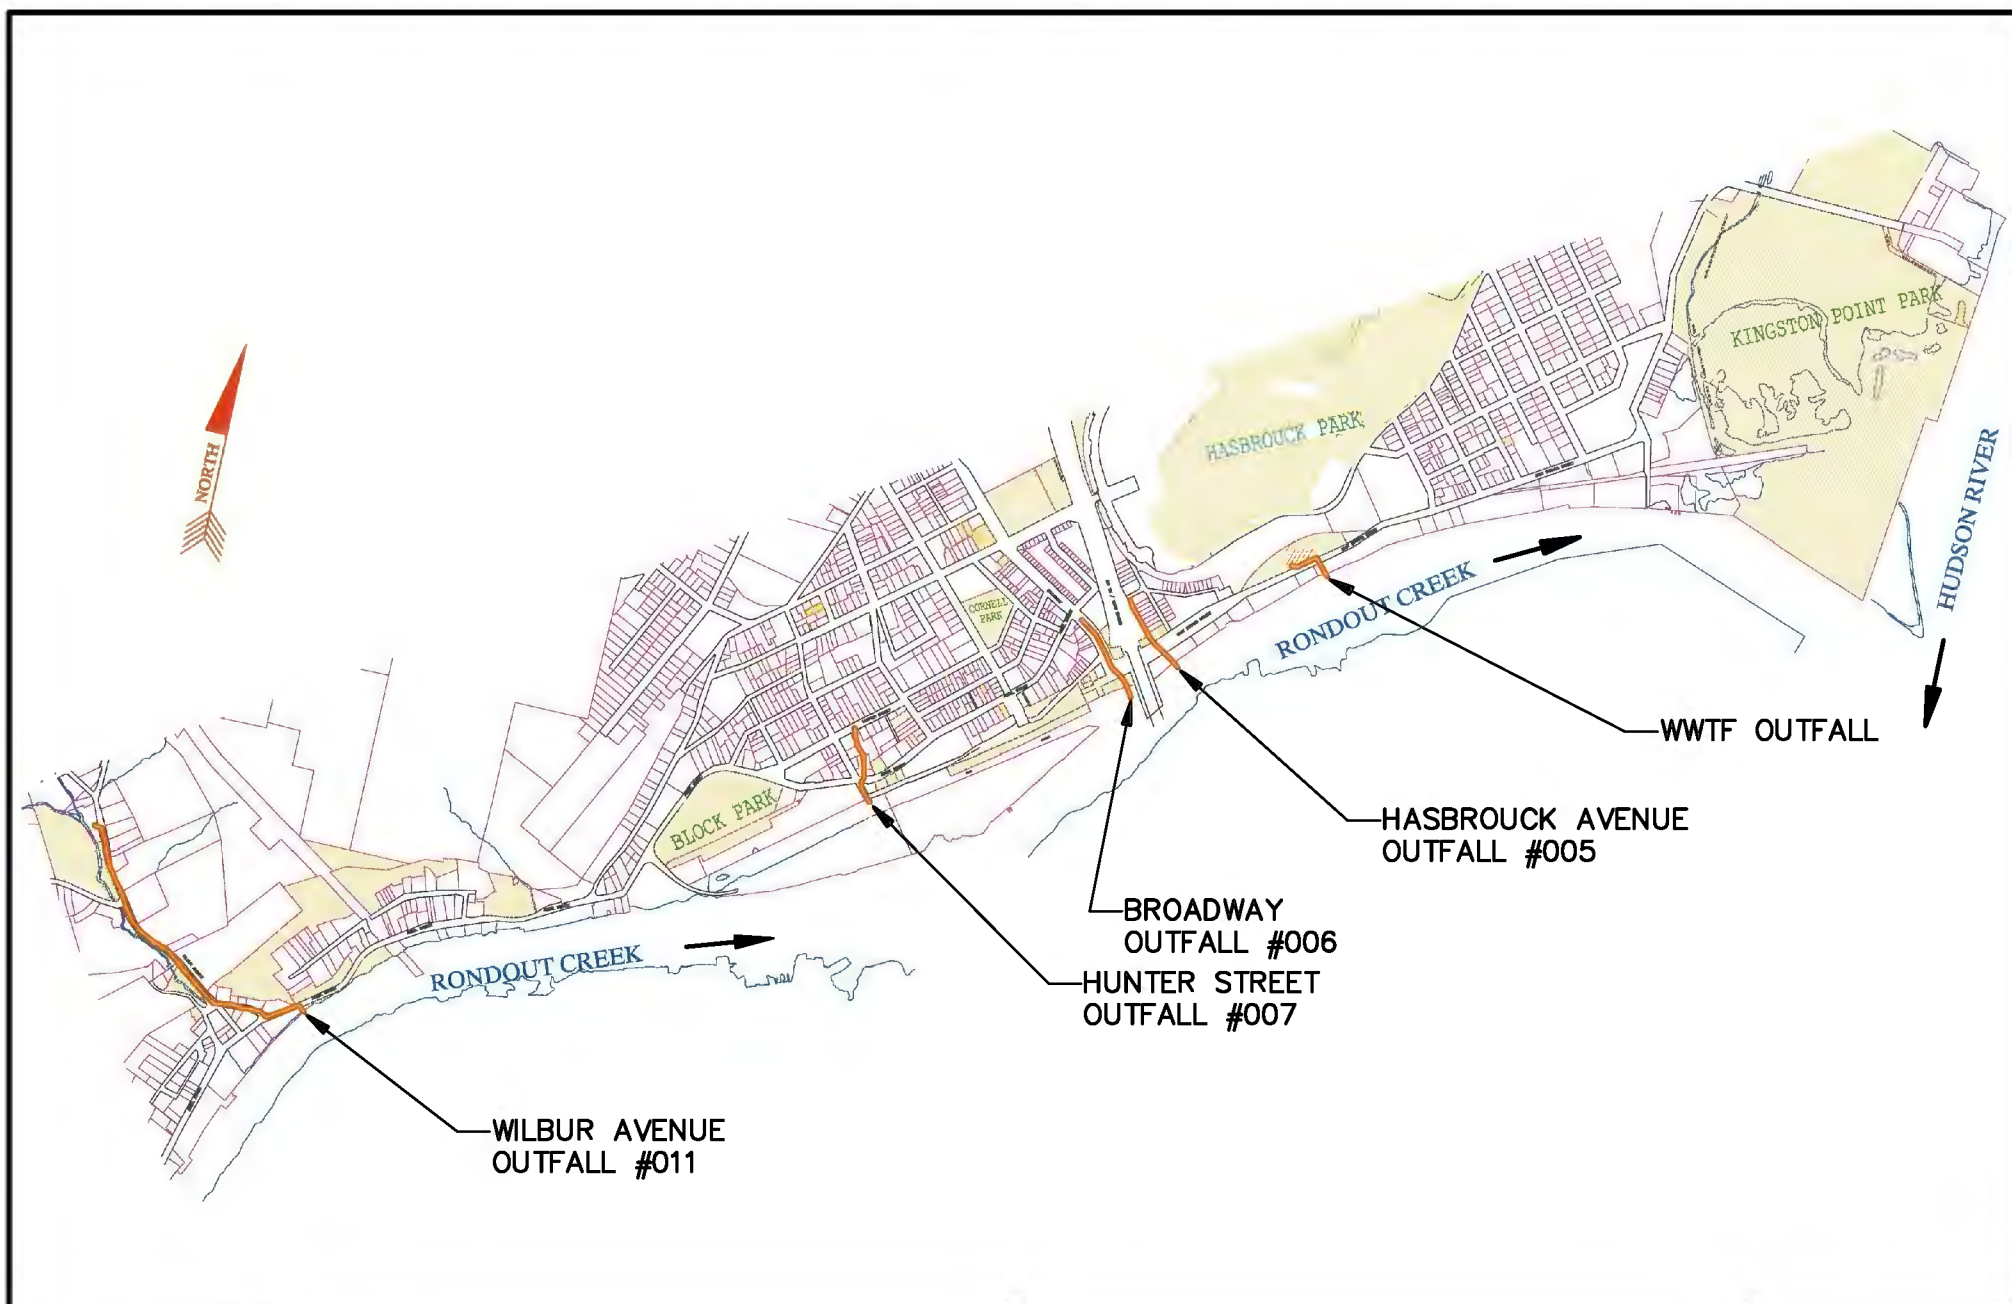 KINGSTON POINT PARK
HASBROUCK PARK
NORTH
HUDSON RIVER
RONDOUT CREEK
CORNELL
PARK
WWTF OUTFALL
BLOCK PARK
HASBROUCK AVENUE
OUTFALL #005
BROADWAY
OUTFALL #006
RONDOUT CREEK
HUNTER STREET
OUTFALL #007
WILBUR AVENUE
OUTFALL #011